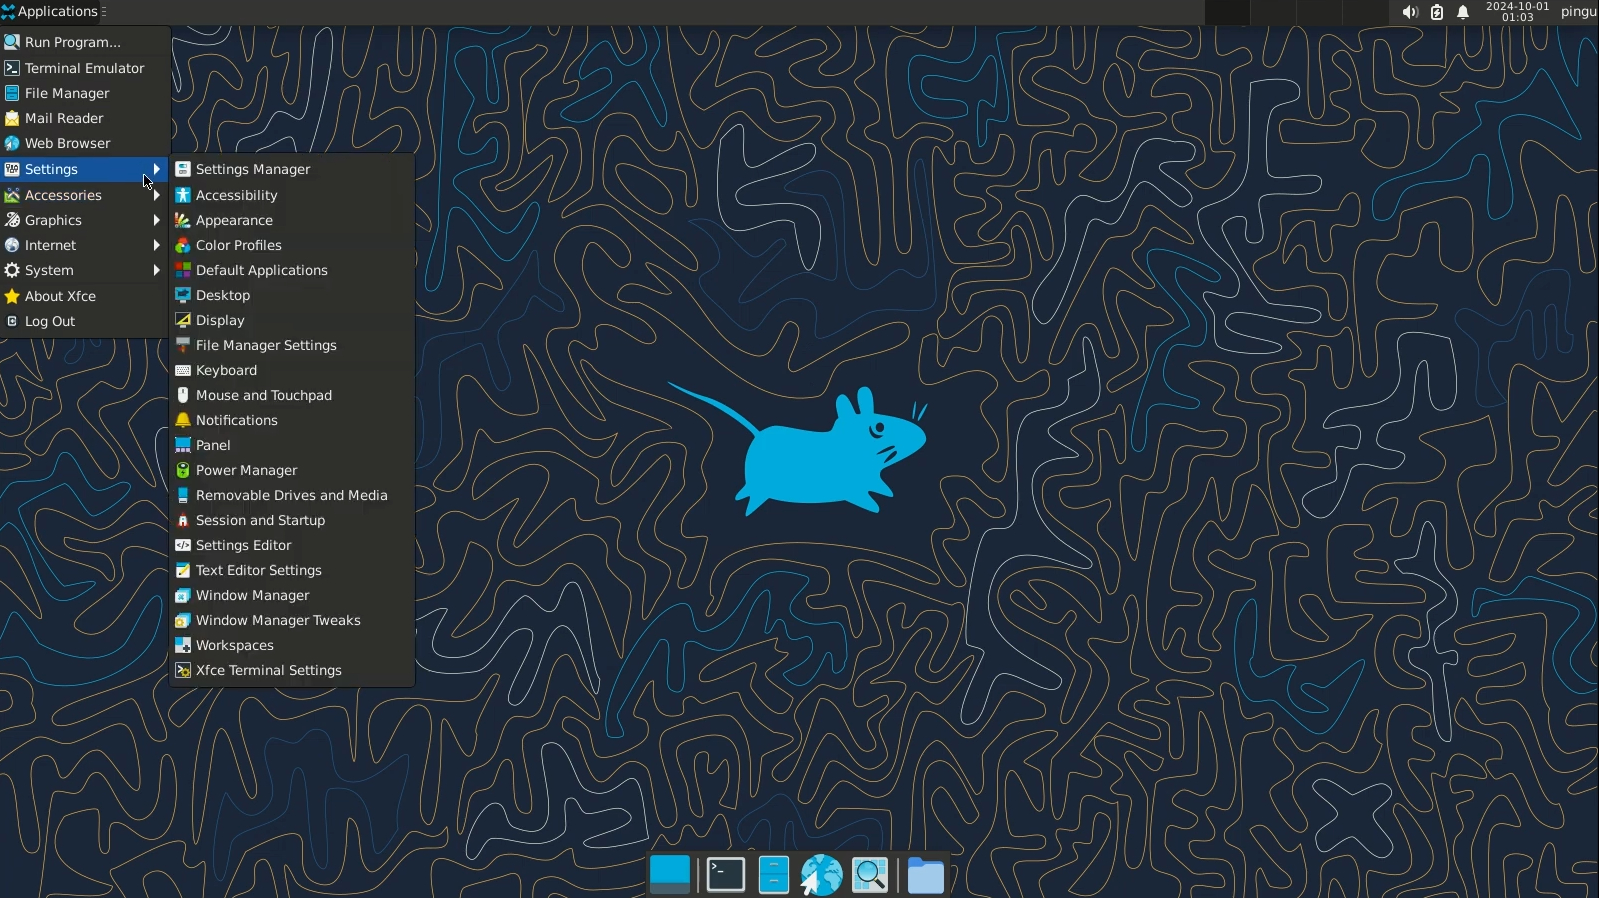 Applications
2024-10-01
01:03
pingu
Run Program...
Terminal Emulator
File Manager
Mail Reader
Web Browser
Settings
Accessories
Graphics
Internet
System
About Xfce
Log Out
Settings Manager
Accessibility
Appearance
Color Profiles
Default Applications
Desktop
Display
File Manager Settings
Keyboard
Mouse and Touchpad
Notifications
Panel
Power Manager
Removable Drives and Media
Session and Startup
Settings Editor
Text Editor Settings
Window Manager
Window Manager Tweaks
Workspaces
Xfce Terminal Settings